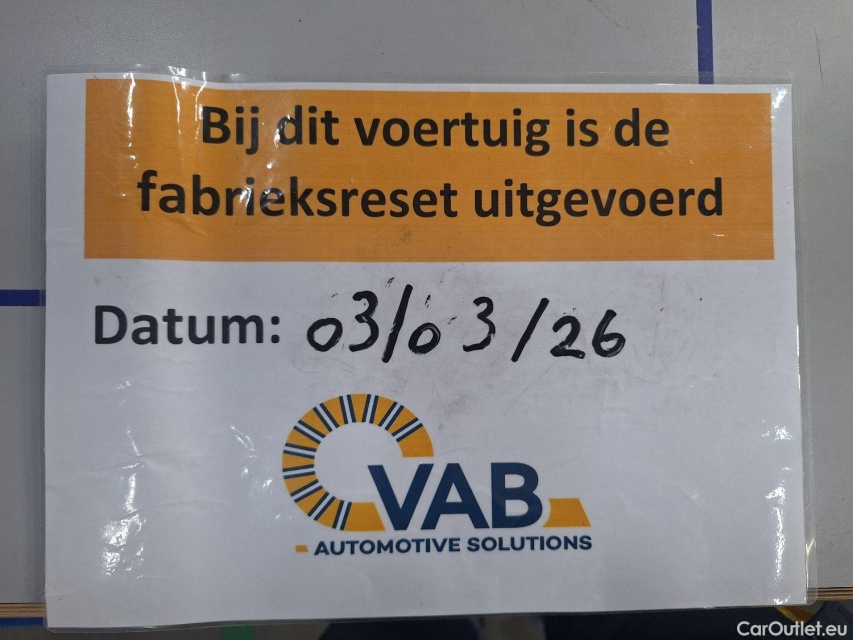 Bij dit voertuig is de
fabrieksreset uitgevoerd
Datum: 03/03/26
VAB
AUTOMOTIVE SOLUTIONS
CarOutlet.eu